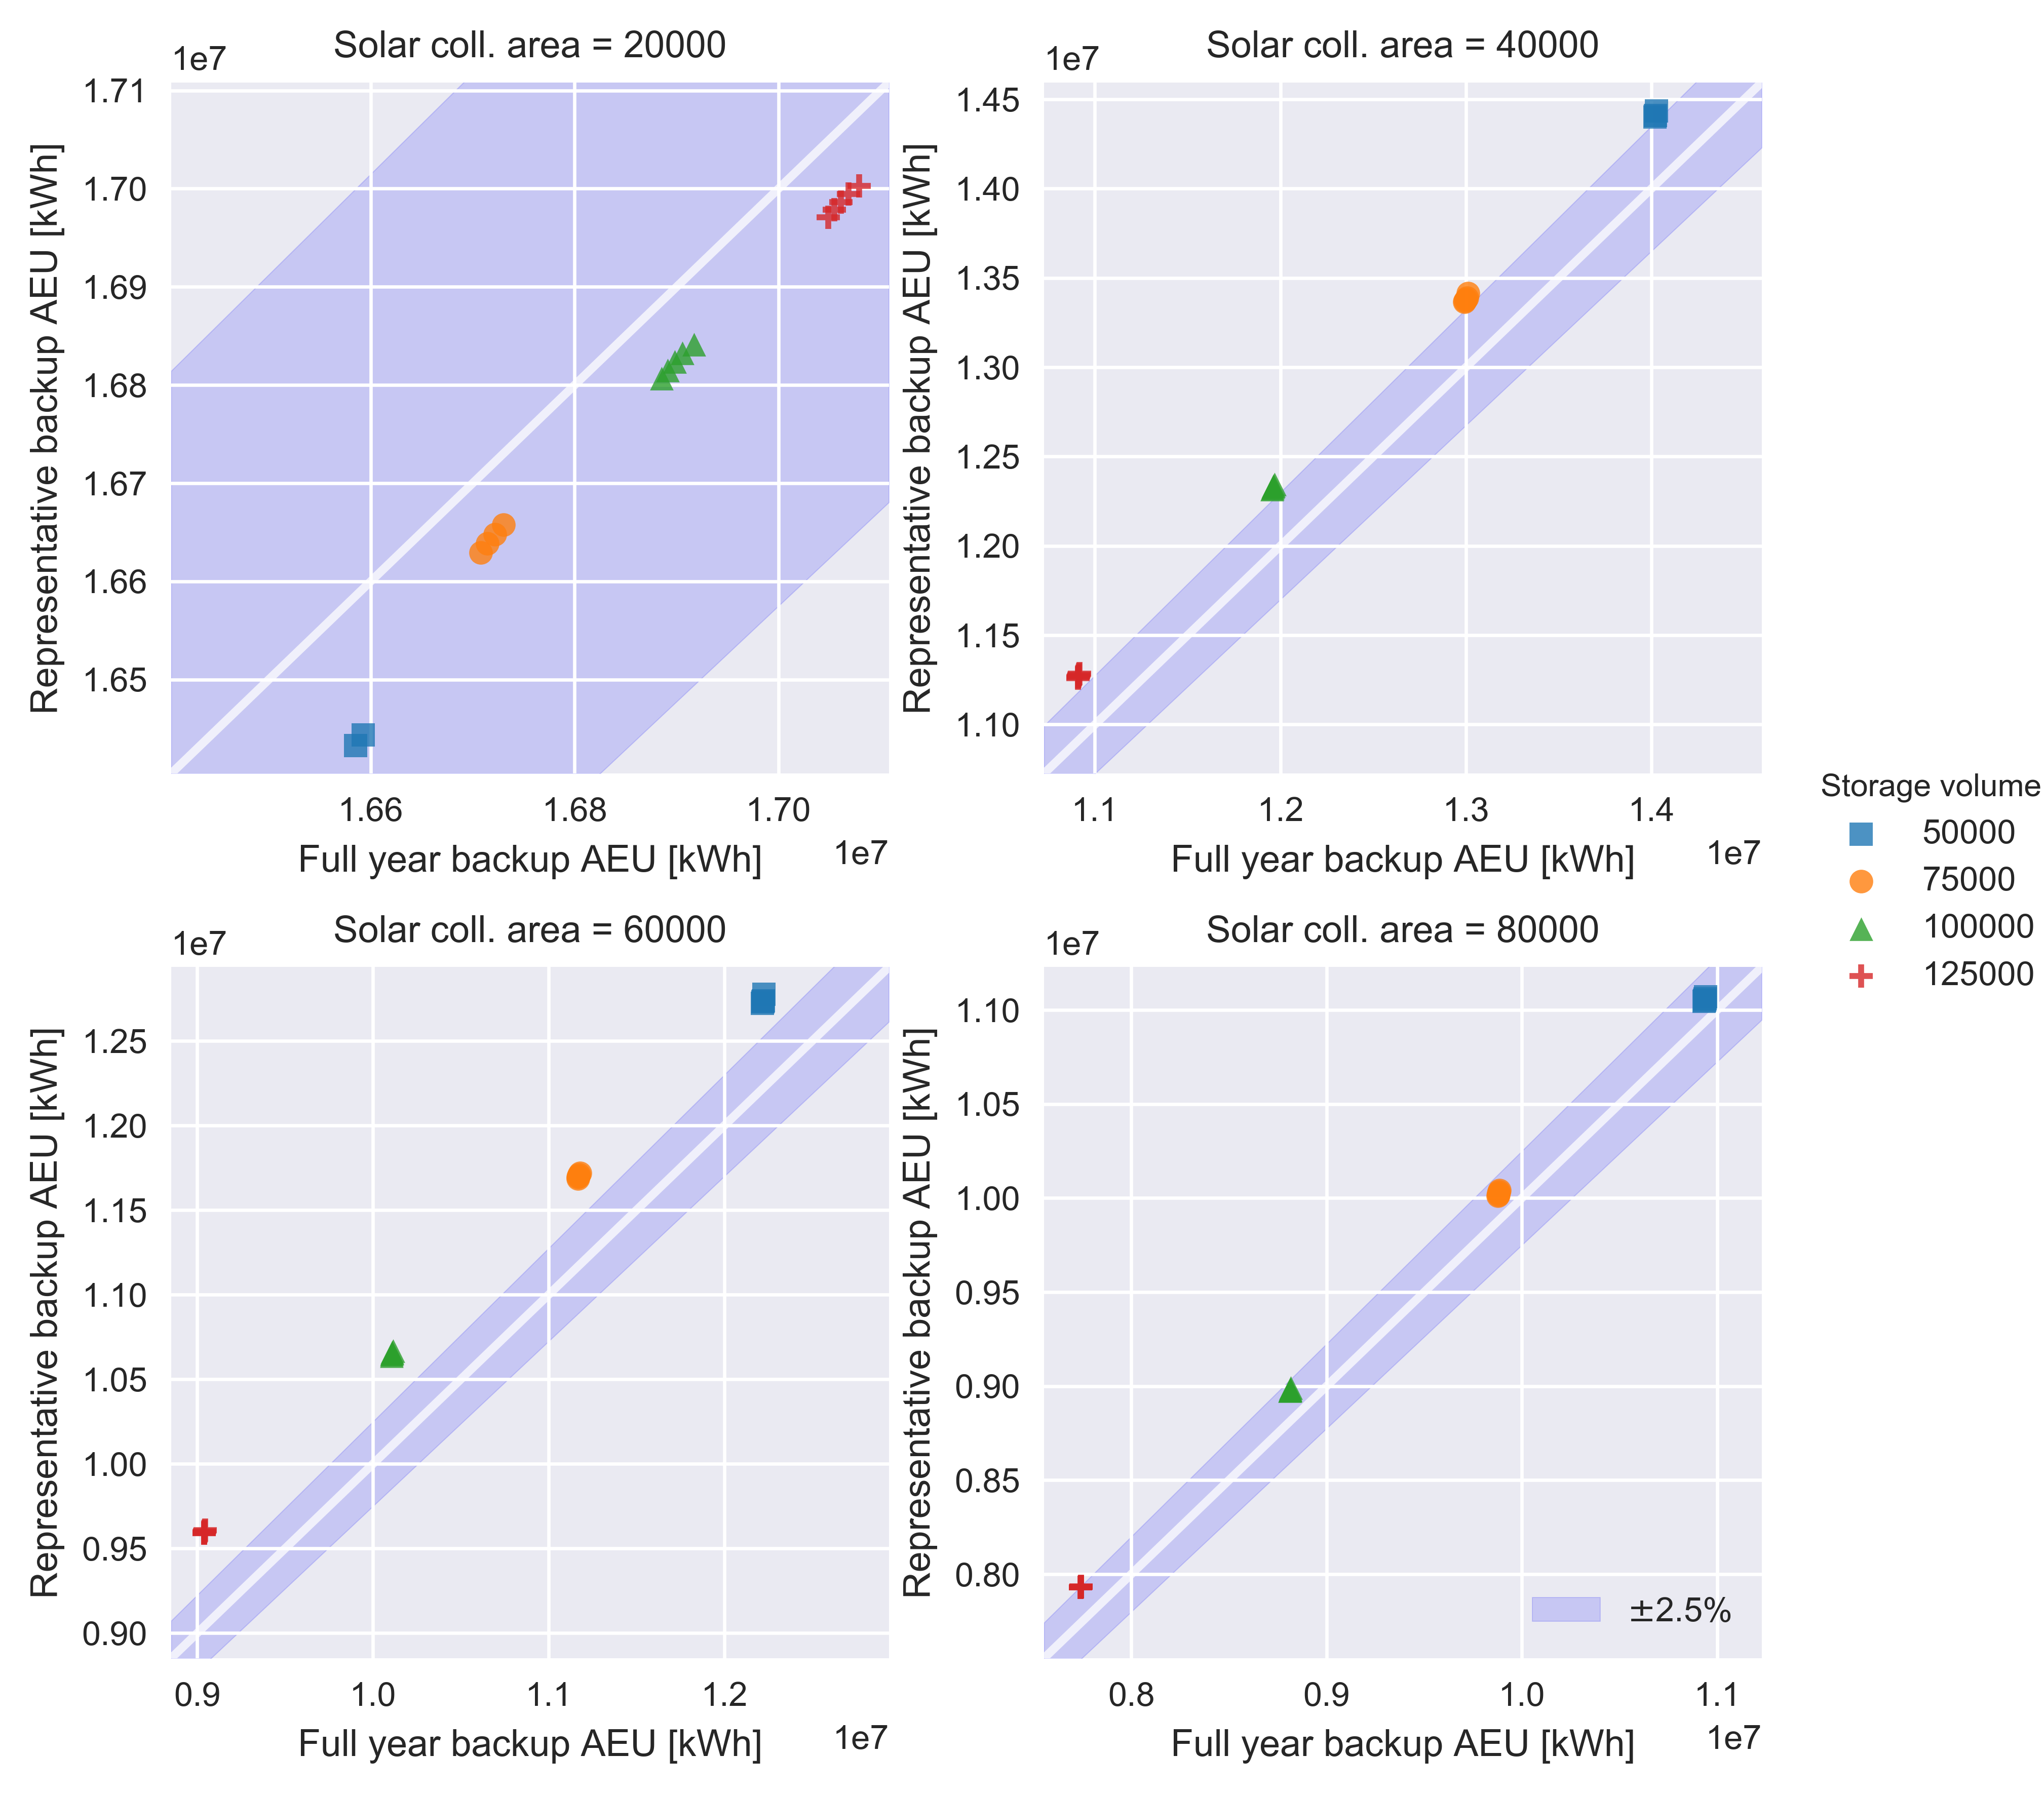 Solar coll. area = 20000
1e7
1.71
1.70
1.69
1.68
1.67
1.66
1.65
Representative backup AEU [kWh]
1.66 1.68 1.70
Full year backup AEU [kWh]
1e7
Solar coll. area = 40000
1e7
1.45
1.40
1.35
1.30
1.25
1.20
1.15
1.10
Representative backup AEU [kWh]
1.1 1.2 1.3 1.4
Full year backup AEU [kWh]
1e7
Storage volume
50000
75000
100000
125000
Solar coll. area = 60000
1e7
1.25
1.20
1.15
1.10
1.05
1.00
0.95
0.90
Representative backup AEU [kWh]
0.9 1.0 1.1 1.2
Full year backup AEU [kWh]
1e7
Solar coll. area = 80000
1e7
1.10
1.05
1.00
0.95
0.90
0.85
0.80
Representative backup AEU [kWh]
±2.5%
0.8 0.9 1.0 1.1
Full year backup AEU [kWh]
1e7